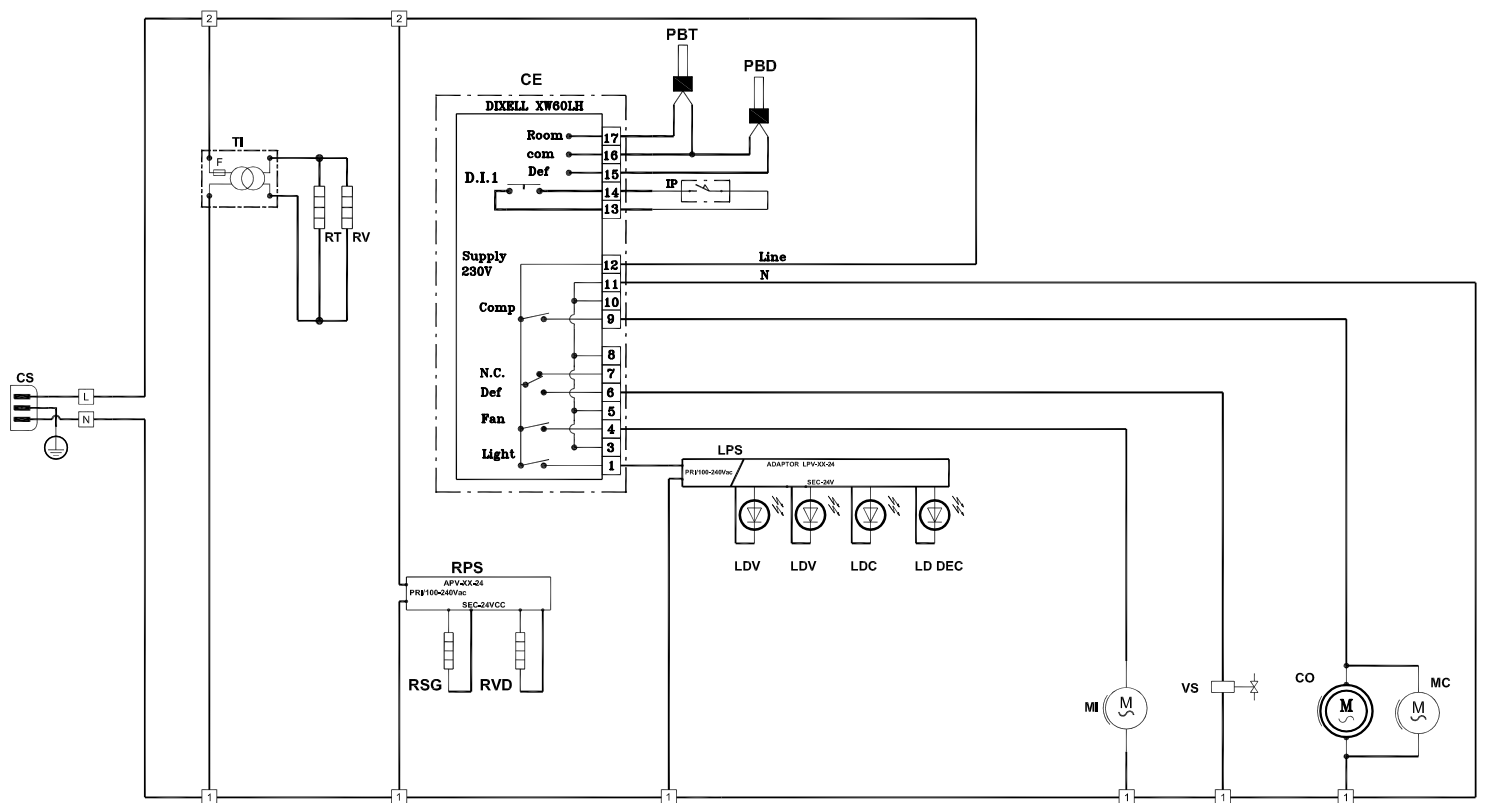 2
2
PBT
PBD
CE
DIXELL XW60LH
TI
F
RT
RV
Room
17
com
16
Def
15
D.I.1
14
IP
13
Supply
230V
12
Line
11
N
10
Comp
9
8
N.C.
7
Def
6
5
Fan
4
3
Light
1
CS
L
N
LPS
PRI/100-240Vac
ADAPTOR LPV-XX-24
SEC-24V
LDV
LDV
LDC
LD DEC
RPS
APV-XX-24
PRI/100-240Vac
SEC-24VCC
RSG
RVD
MI
M
VS
CO
M
MC
M
1
1
1
1
1
1